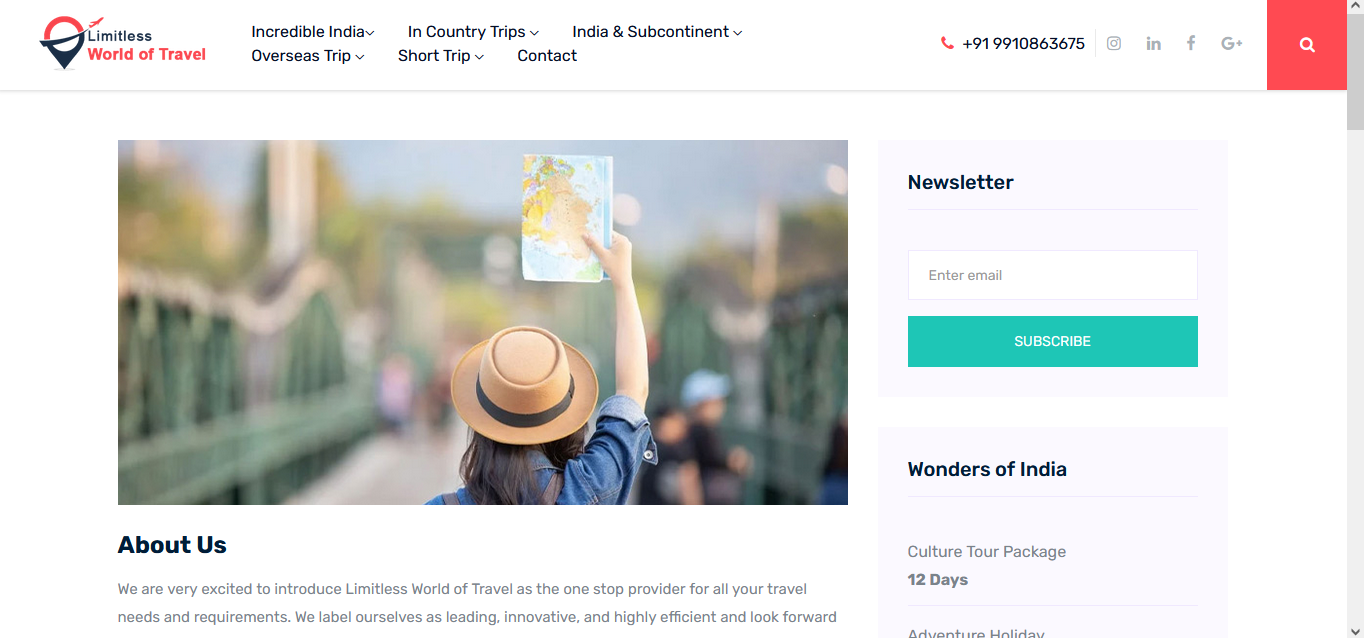 Limitless
World of Travel
Incredible India
In Country Trips
India & Subcontinent
Overseas Trip
Short Trip
Contact
+91 9910863675
Newsletter
Enter email
SUBSCRIBE
About Us
We are very excited to introduce Limitless World of Travel as the one stop provider for all your travel
needs and requirements. We label ourselves as leading, innovative, and highly efficient and look forward
Wonders of India
Culture Tour Package
12 Days
Adventure Holiday